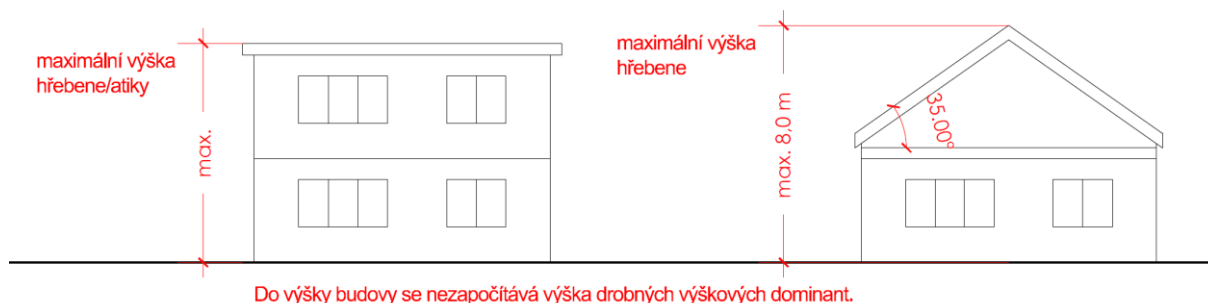 maximální výška
hřebene/atiky
max.
maximální výška
hřebene
max. 8,0 m
35.00°
Do výšky budovy se nezapočítává výška drobných výškových dominant.